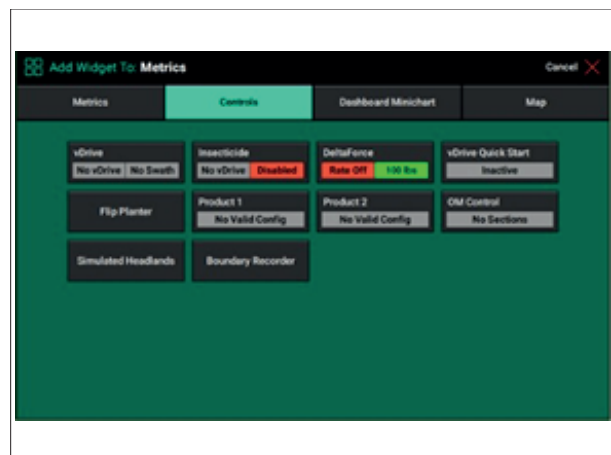 Add Widget To: Metrics
Cancel
Metrics Controls Dashboard Minichart Map
vDrive Insecticide DeltaForce vDrive Quick Start
No vDrive No Swath No vDrive Disabled Rate Off 100 lbs Inactive
Flip Planter Product 1 Product 2 OM Control
No Valid Config No Valid Config No Sections
Simulated Headlands Boundary Recorder